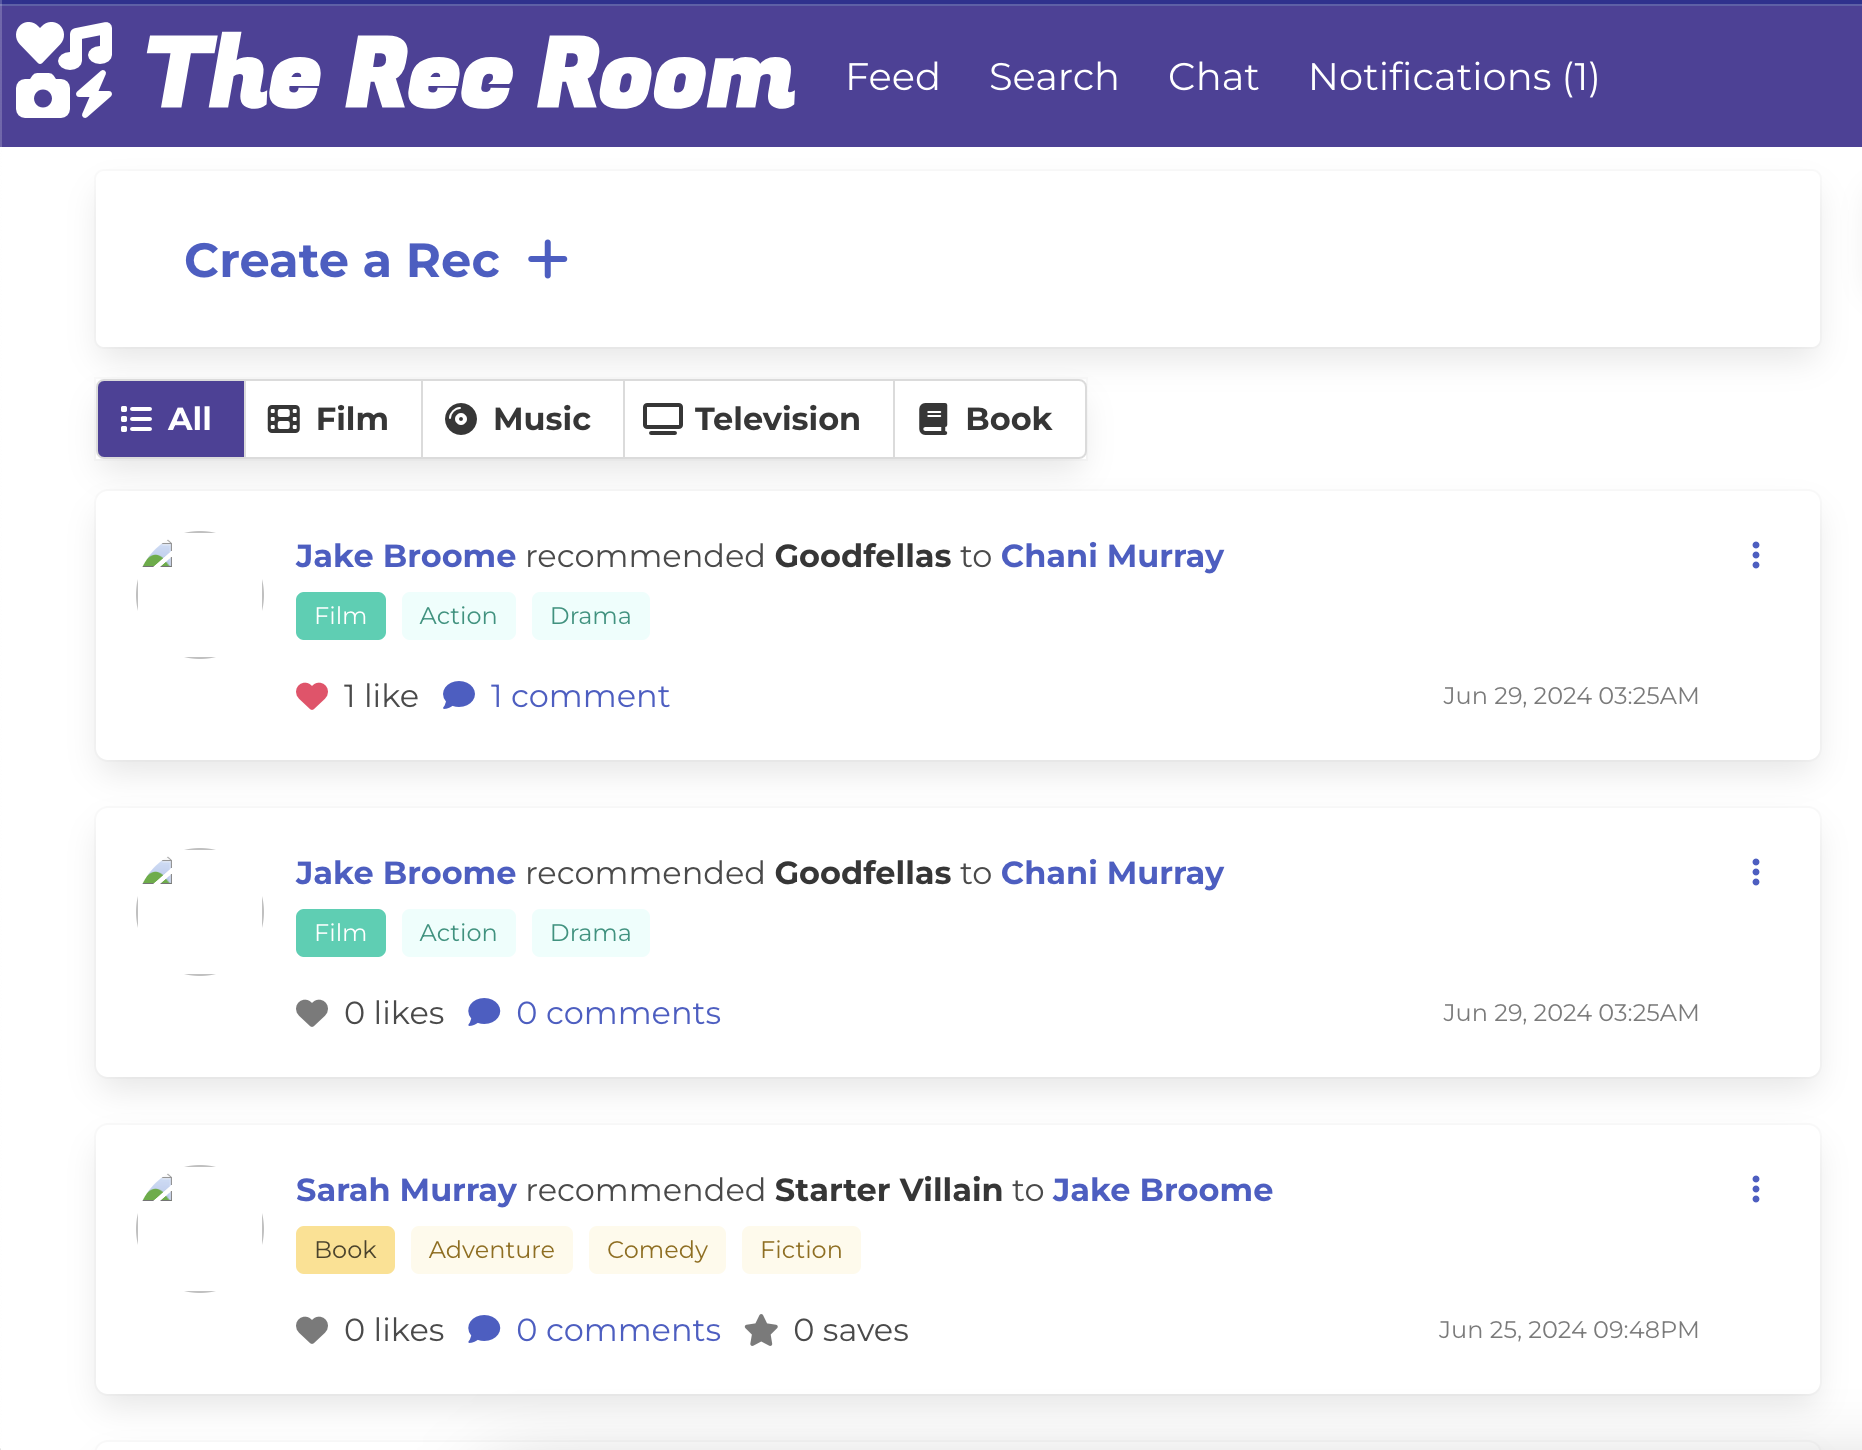 The Rec Room Feed Search Chat Notifications (1)
Create a Rec +
All Film Music Television Book
Jake Broome recommended Goodfellas to Chani Murray
Film Action Drama
1 like 1 comment Jun 29, 2024 03:25AM
Jake Broome recommended Goodfellas to Chani Murray
Film Action Drama
0 likes 0 comments Jun 29, 2024 03:25AM
Sarah Murray recommended Starter Villain to Jake Broome
Book Adventure Comedy Fiction
0 likes 0 comments 0 saves Jun 25, 2024 09:48PM